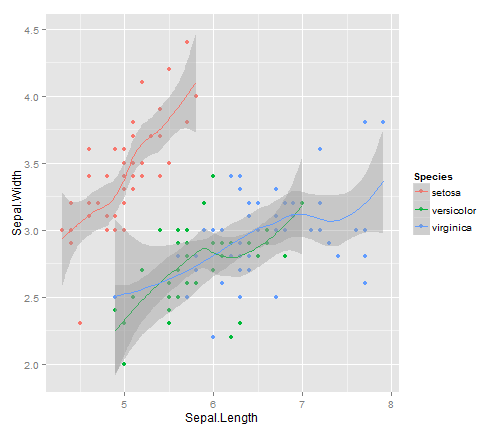 4.5
4.0
3.5
3.0
2.5
2.0
Sepal.Width
5
6
7
8
Sepal.Length
Species
setosa
versicolor
virginica